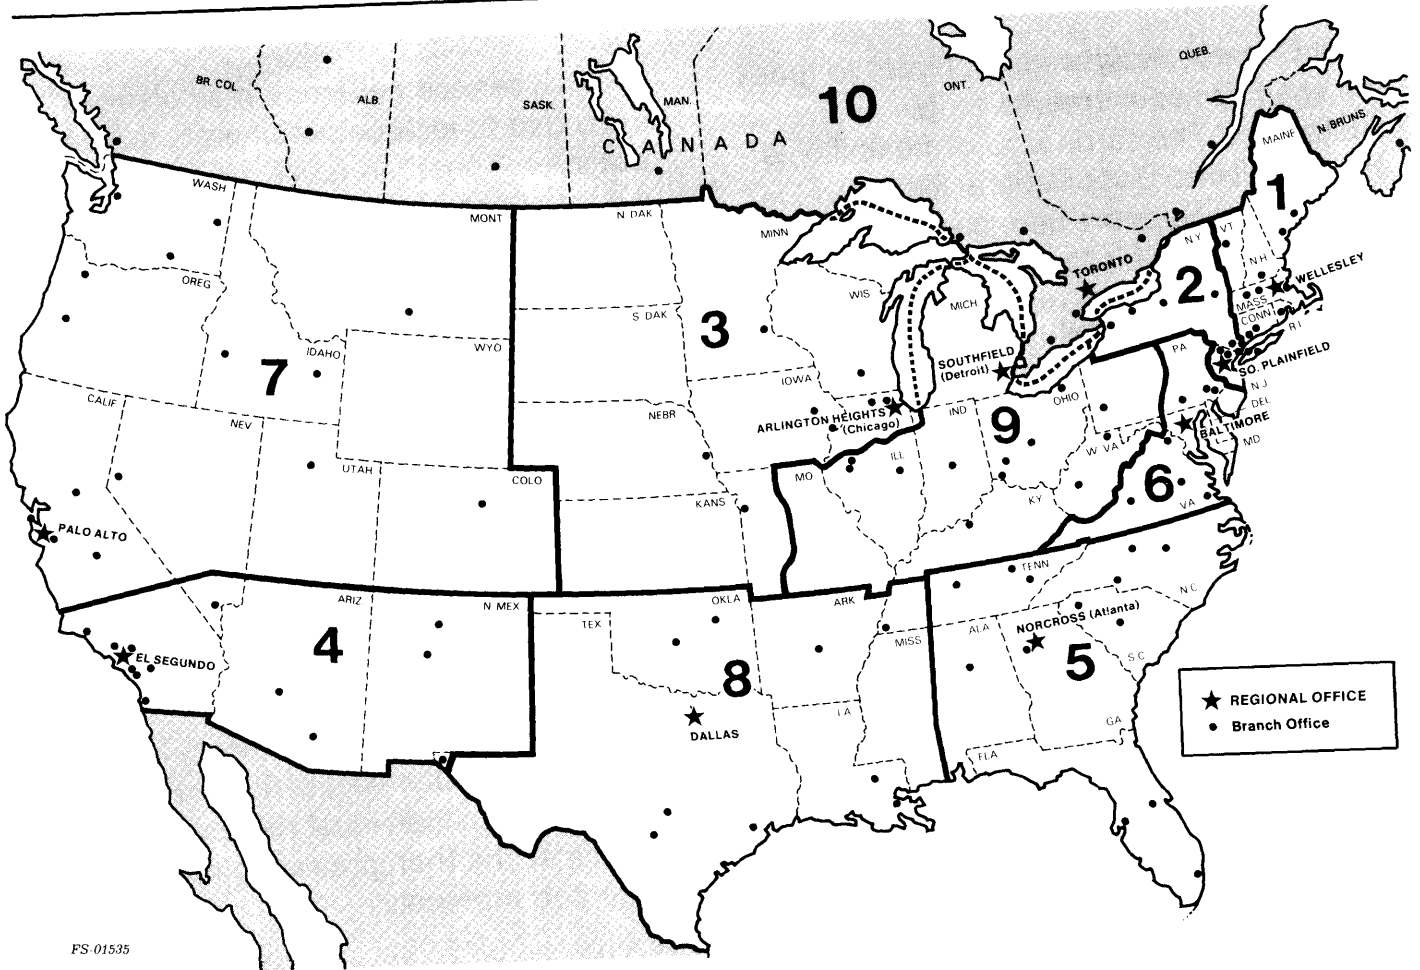 BR. COL.
ALB.
SASK.
MAN.
ONT.
QUEB.
N. BRUNS.
CANADA
10
WASH
MONT
N DAK
MINN
MAINE
1
N Y
VT
N H
WELLESLEY
MASS
CONN
R I
TORONTO
2
OREG
IDAHO
WYO
S DAK
3
WIS
MICH
SOUTHFIELD
(Detroit)
PA
SO. PLAINFIELD
N J
DEL
BALTIMORE
MD
7
IOWA
CALIF
NEV
UTAH
COLO
NEBR
ARLINGTON HEIGHTS
(Chicago)
IND
9
OHIO
W VA
ILL
MO
KANS
KY
6
VA
PALO ALTO
ARIZ
N MEX
OKLA
ARK
TENN
N C
4
TEX
MISS
ALA
NORCROSS (Atlanta)
S C
5
EL SEGUNDO
8
LA
GA
FLA
DALLAS
REGIONAL OFFICE
Branch Office
FS-01535